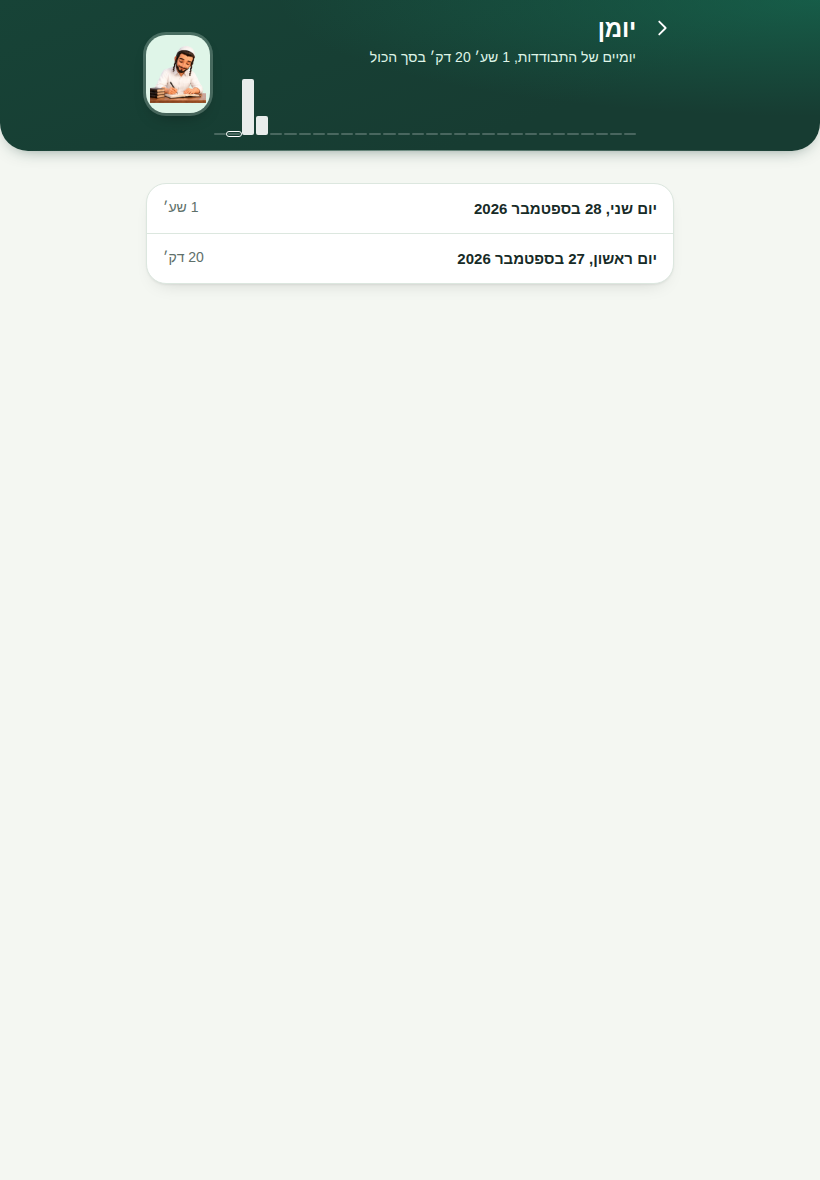 יומן
יומיים של התבודדות, 1 שע׳ 20 דק׳ בסך הכול
יום שני, 28 בספטמבר 2026
1 שע׳
יום ראשון, 27 בספטמבר 2026
20 דק׳